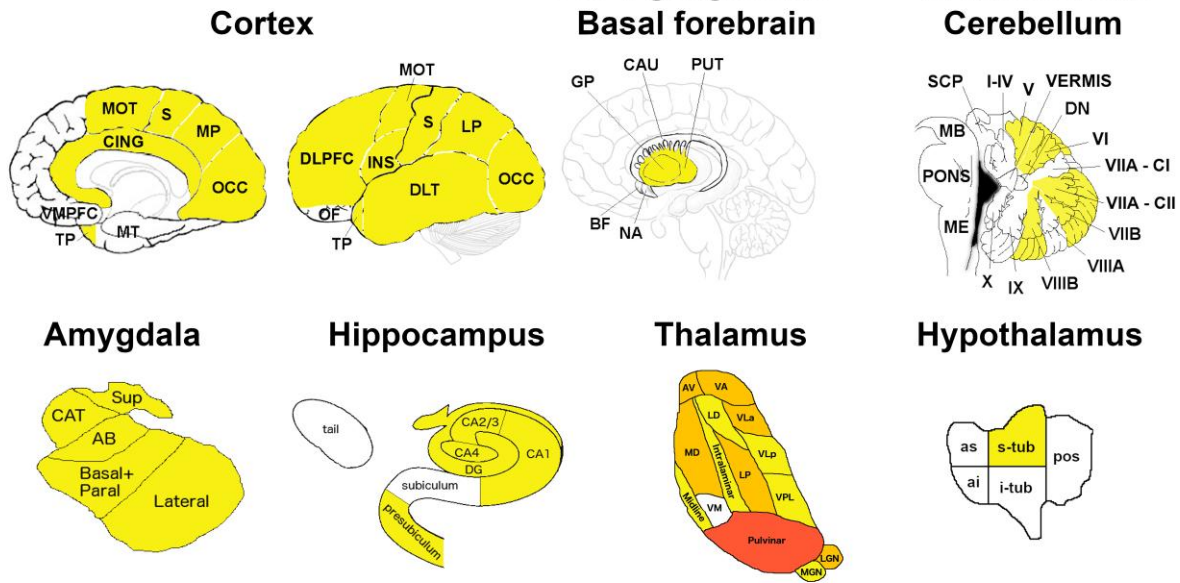 Cortex
Basal forebrain
Cerebellum
MOT
S
MP
CING
OCC
VMPFC
TP
MT
MOT
S
LP
DLPFC
INS
OCC
DLT
OF
TP
CAU
PUT
GP
BF
NA
SCP
I-IV
V
VERMIS
DN
MB
VI
VIIA - CI
PONS
VIIA - CII
ME
VIIB
VIIIA
X
IX
VIIIB
Amygdala
Hippocampus
Thalamus
Hypothalamus
Sup
CAT
AB
Basal+
Paral
Lateral
tail
CA2/3
CA4
CA1
DG
subiculum
presubiculum
AV
VA
LD
VLa
MD
Intralaminar
VLp
LP
VPL
Midline
VM
Pulvinar
LGN
MGN
as
s-tub
pos
ai
i-tub